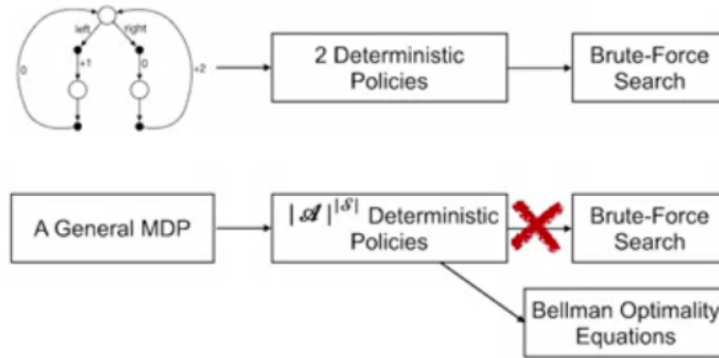 left right
+1 0
0 +2
2 Deterministic
Policies
Brute-Force
Search
A General MDP
|𝒜|^|𝒮| Deterministic
Policies
Brute-Force
Search
Bellman Optimality
Equations